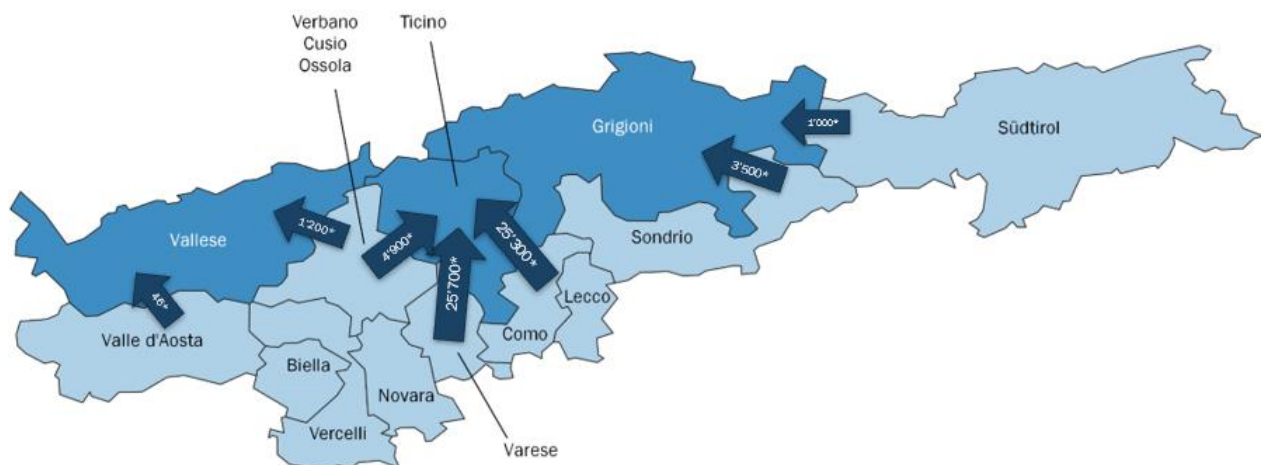 Verbano
Cusio
Ossola
Ticino
Grigioni
1'000*
Südtirol
3'500*
Vallese
1'200*
4'900*
25'700*
25'300*
Sondrio
46*
Valle d'Aosta
Biella
Novara
Como
Lecco
Vercelli
Varese